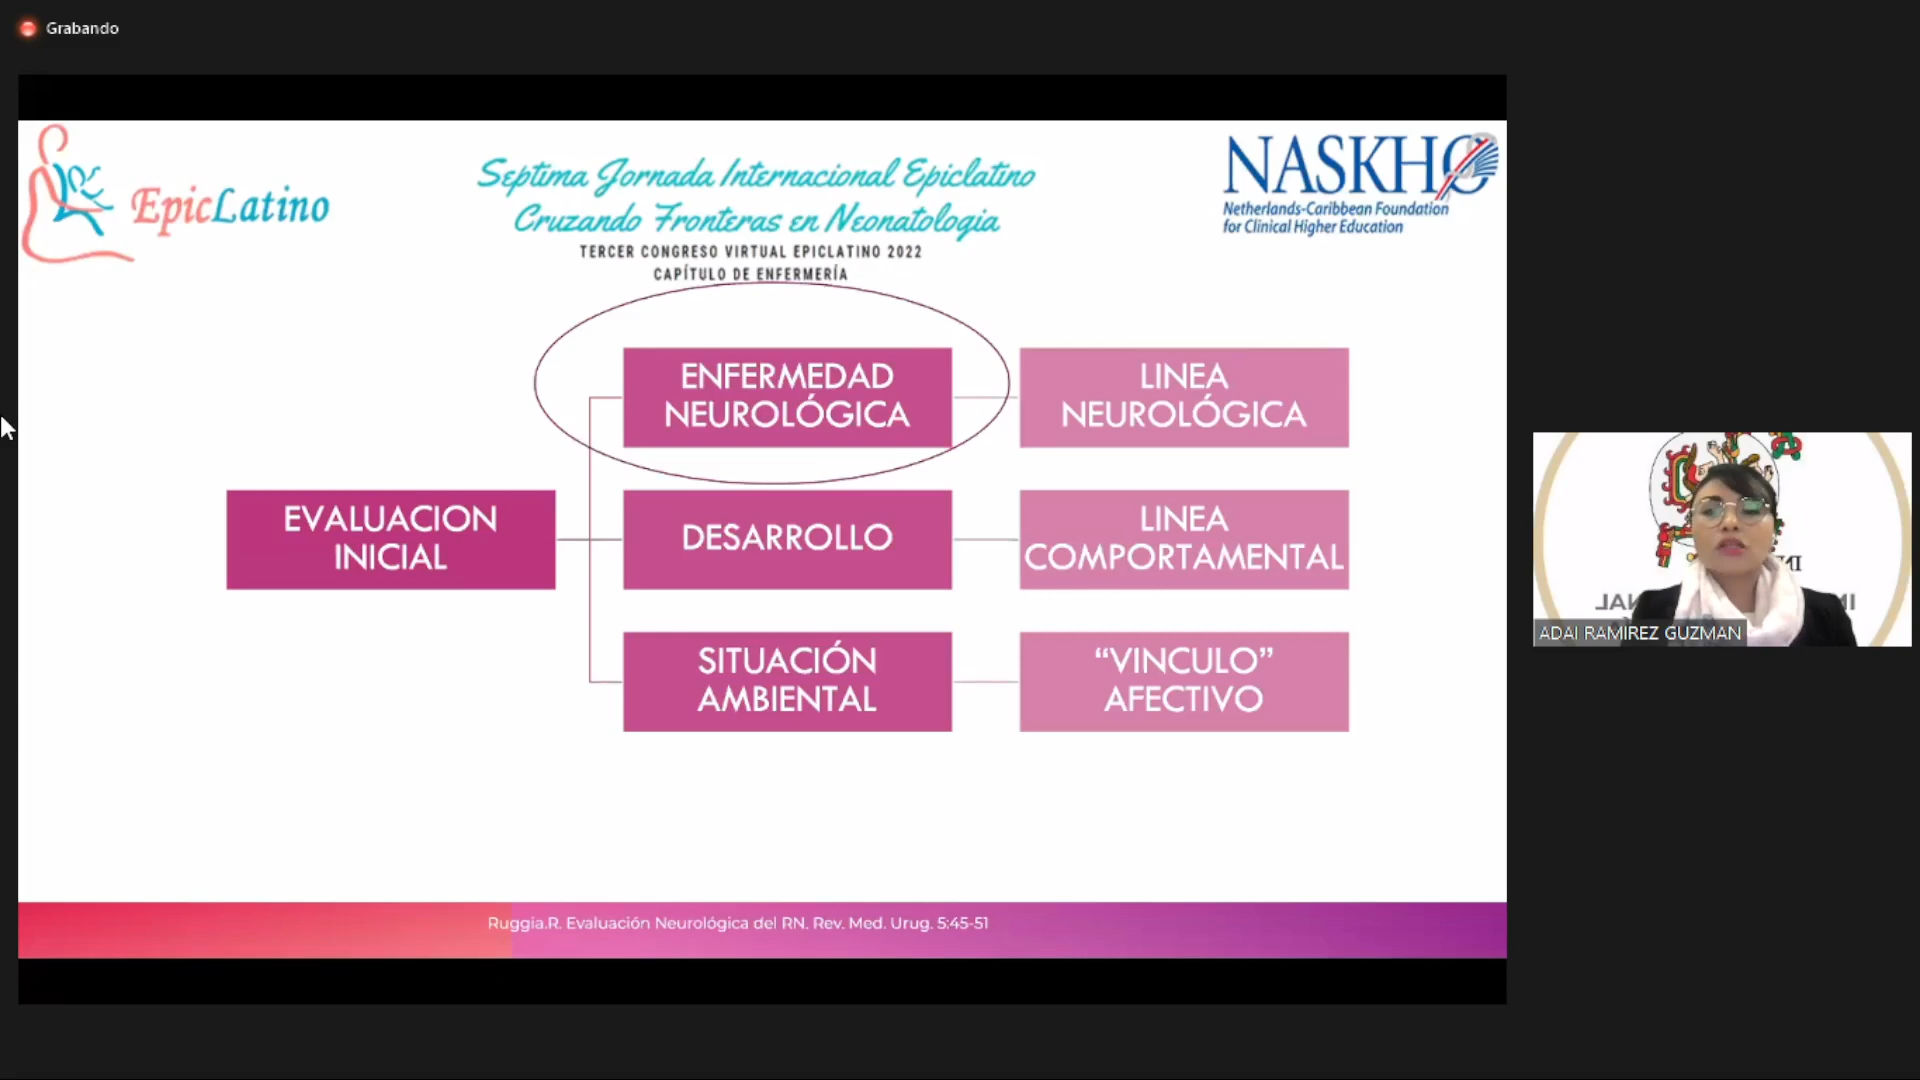 Grabando
EpicLatino
Septima Jornada Internacional Epiclatino
Cruzando Fronteras en Neonatologia
TERCER CONGRESO VIRTUAL EPICLATINO 2022
CAPÍTULO DE ENFERMERÍA
NASKHO
Netherlands-Caribbean Foundation
for Clinical Higher Education
ENFERMEDAD
NEUROLÓGICA
LINEA
NEUROLÓGICA
EVALUACION
INICIAL
DESARROLLO
LINEA
COMPORTAMENTAL
SITUACIÓN
AMBIENTAL
“VINCULO”
AFECTIVO
Ruggia.R. Evaluación Neurológica del RN. Rev. Med. Urug. 5:45-51
ADAI RAMIREZ GUZMAN